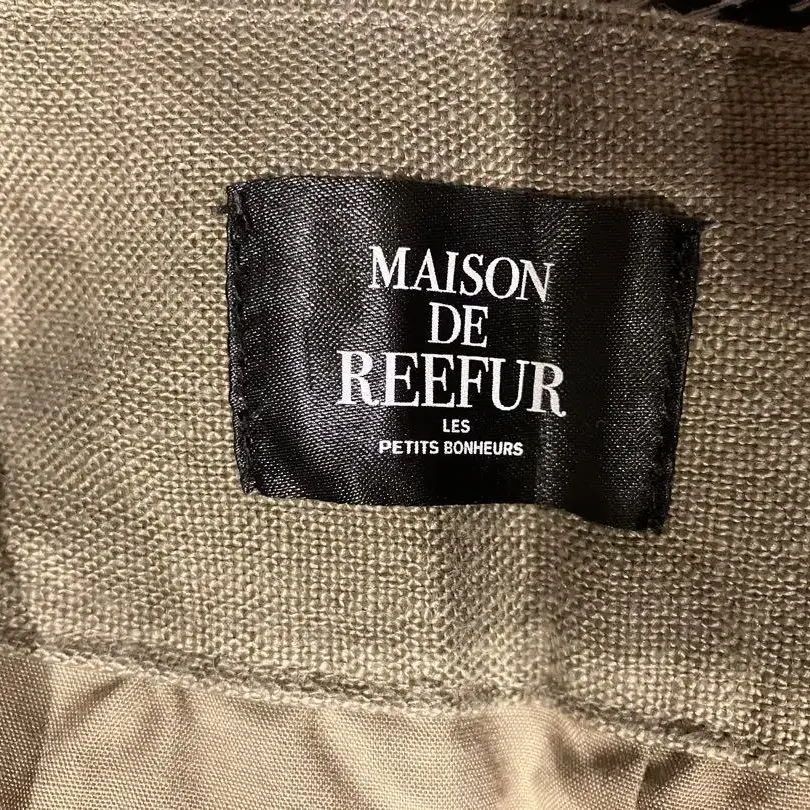 MAISON
DE
REEFUR
LES
PETITS BONHEURS